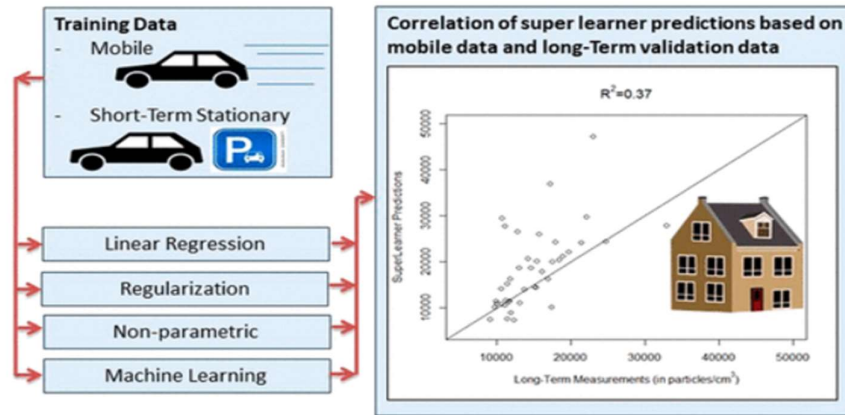 Training Data
- Mobile
- Short-Term Stationary
P
Linear Regression
Regularization
Non-parametric
Machine Learning
Correlation of super learner predictions based on
mobile data and long-Term validation data
R²=0.37
SuperLearner Predictions
50000
40000
30000
20000
10000
10000 20000 30000 40000 50000
Long-Term Measurements (in particles/cm³)